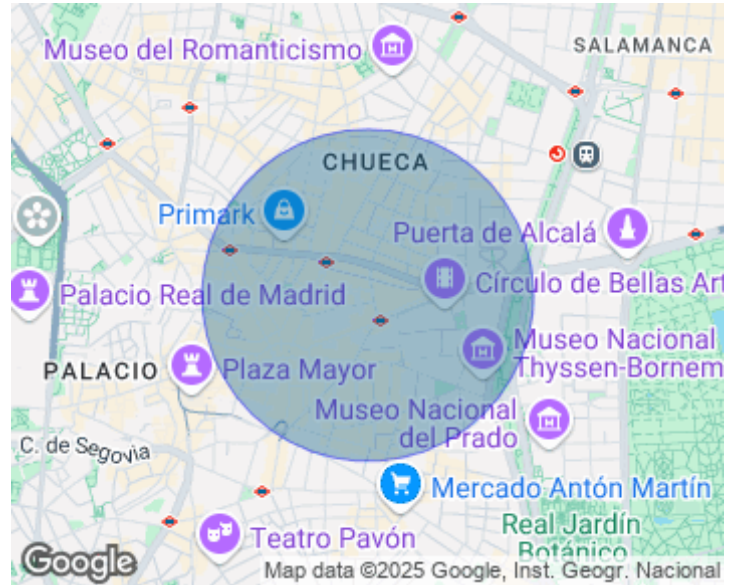 Museo del Romanticismo
SALAMANCA
CHUECA
Primark
Puerta de Alcalá
Círculo de Bellas Art
Palacio Real de Madrid
Museo Nacional
Thyssen-Bornem
PALACIO
Plaza Mayor
Museo Nacional
del Prado
C. de Segovia
Mercado Antón Martín
Real Jardín
Botánico
Teatro Pavón
Google
Map data ©2025 Google, Inst. Geogr. Nacional